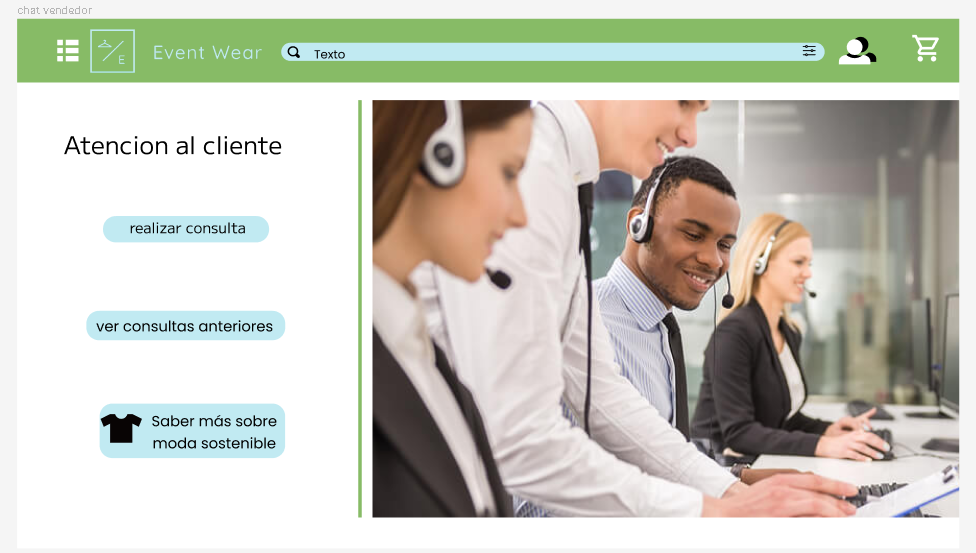 chat vendedor
E
Event Wear
Texto
Atencion al cliente
realizar consulta
ver consultas anteriores
Saber más sobre
moda sostenible